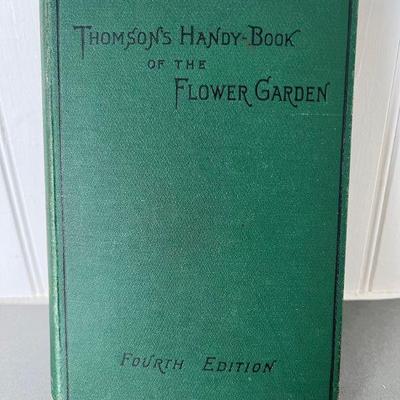 Thomson's Handy-Book
of the
Flower Garden
Fourth Edition